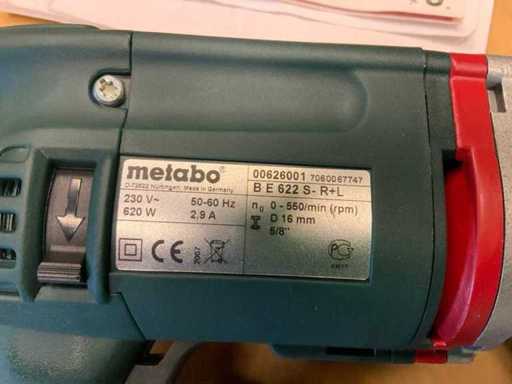 metabo
D-72622 Nürtingen, Made in Germany
230 V~ 50-60 Hz
620 W 2,9 A
CE 2007
00626001 7060067747
B E 622 S- R+L
n₀ 0 - 550/min (rpm)
D 16 mm
5/8"